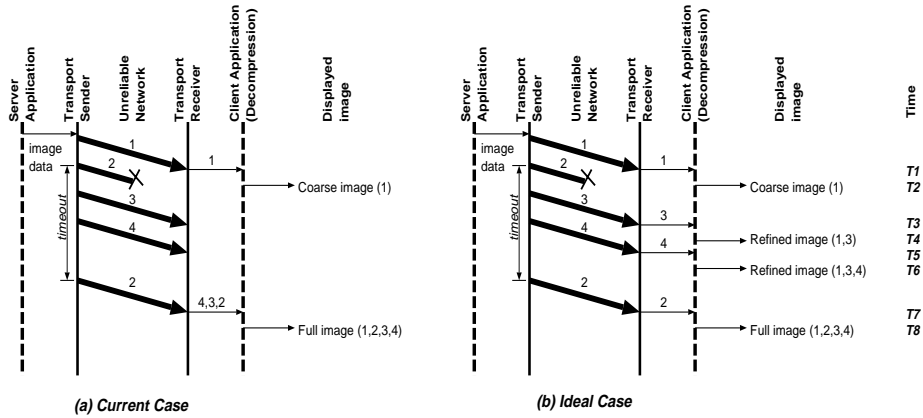 Server
Application
Transport
Sender
Unreliable
Network
Transport
Receiver
Client Application
(Decompression)
Displayed
image
image
data
1
2
3
4
2
timeout
1
4,3,2
Coarse image (1)
Full image (1,2,3,4)
(a) Current Case
Server
Application
Transport
Sender
Unreliable
Network
Transport
Receiver
Client Application
(Decompression)
Displayed
image
Time
image
data
1
2
3
4
2
timeout
1
3
4
2
Coarse image (1)
Refined image (1,3)
Refined image (1,3,4)
Full image (1,2,3,4)
T1
T2
T3
T4
T5
T6
T7
T8
(b) Ideal Case